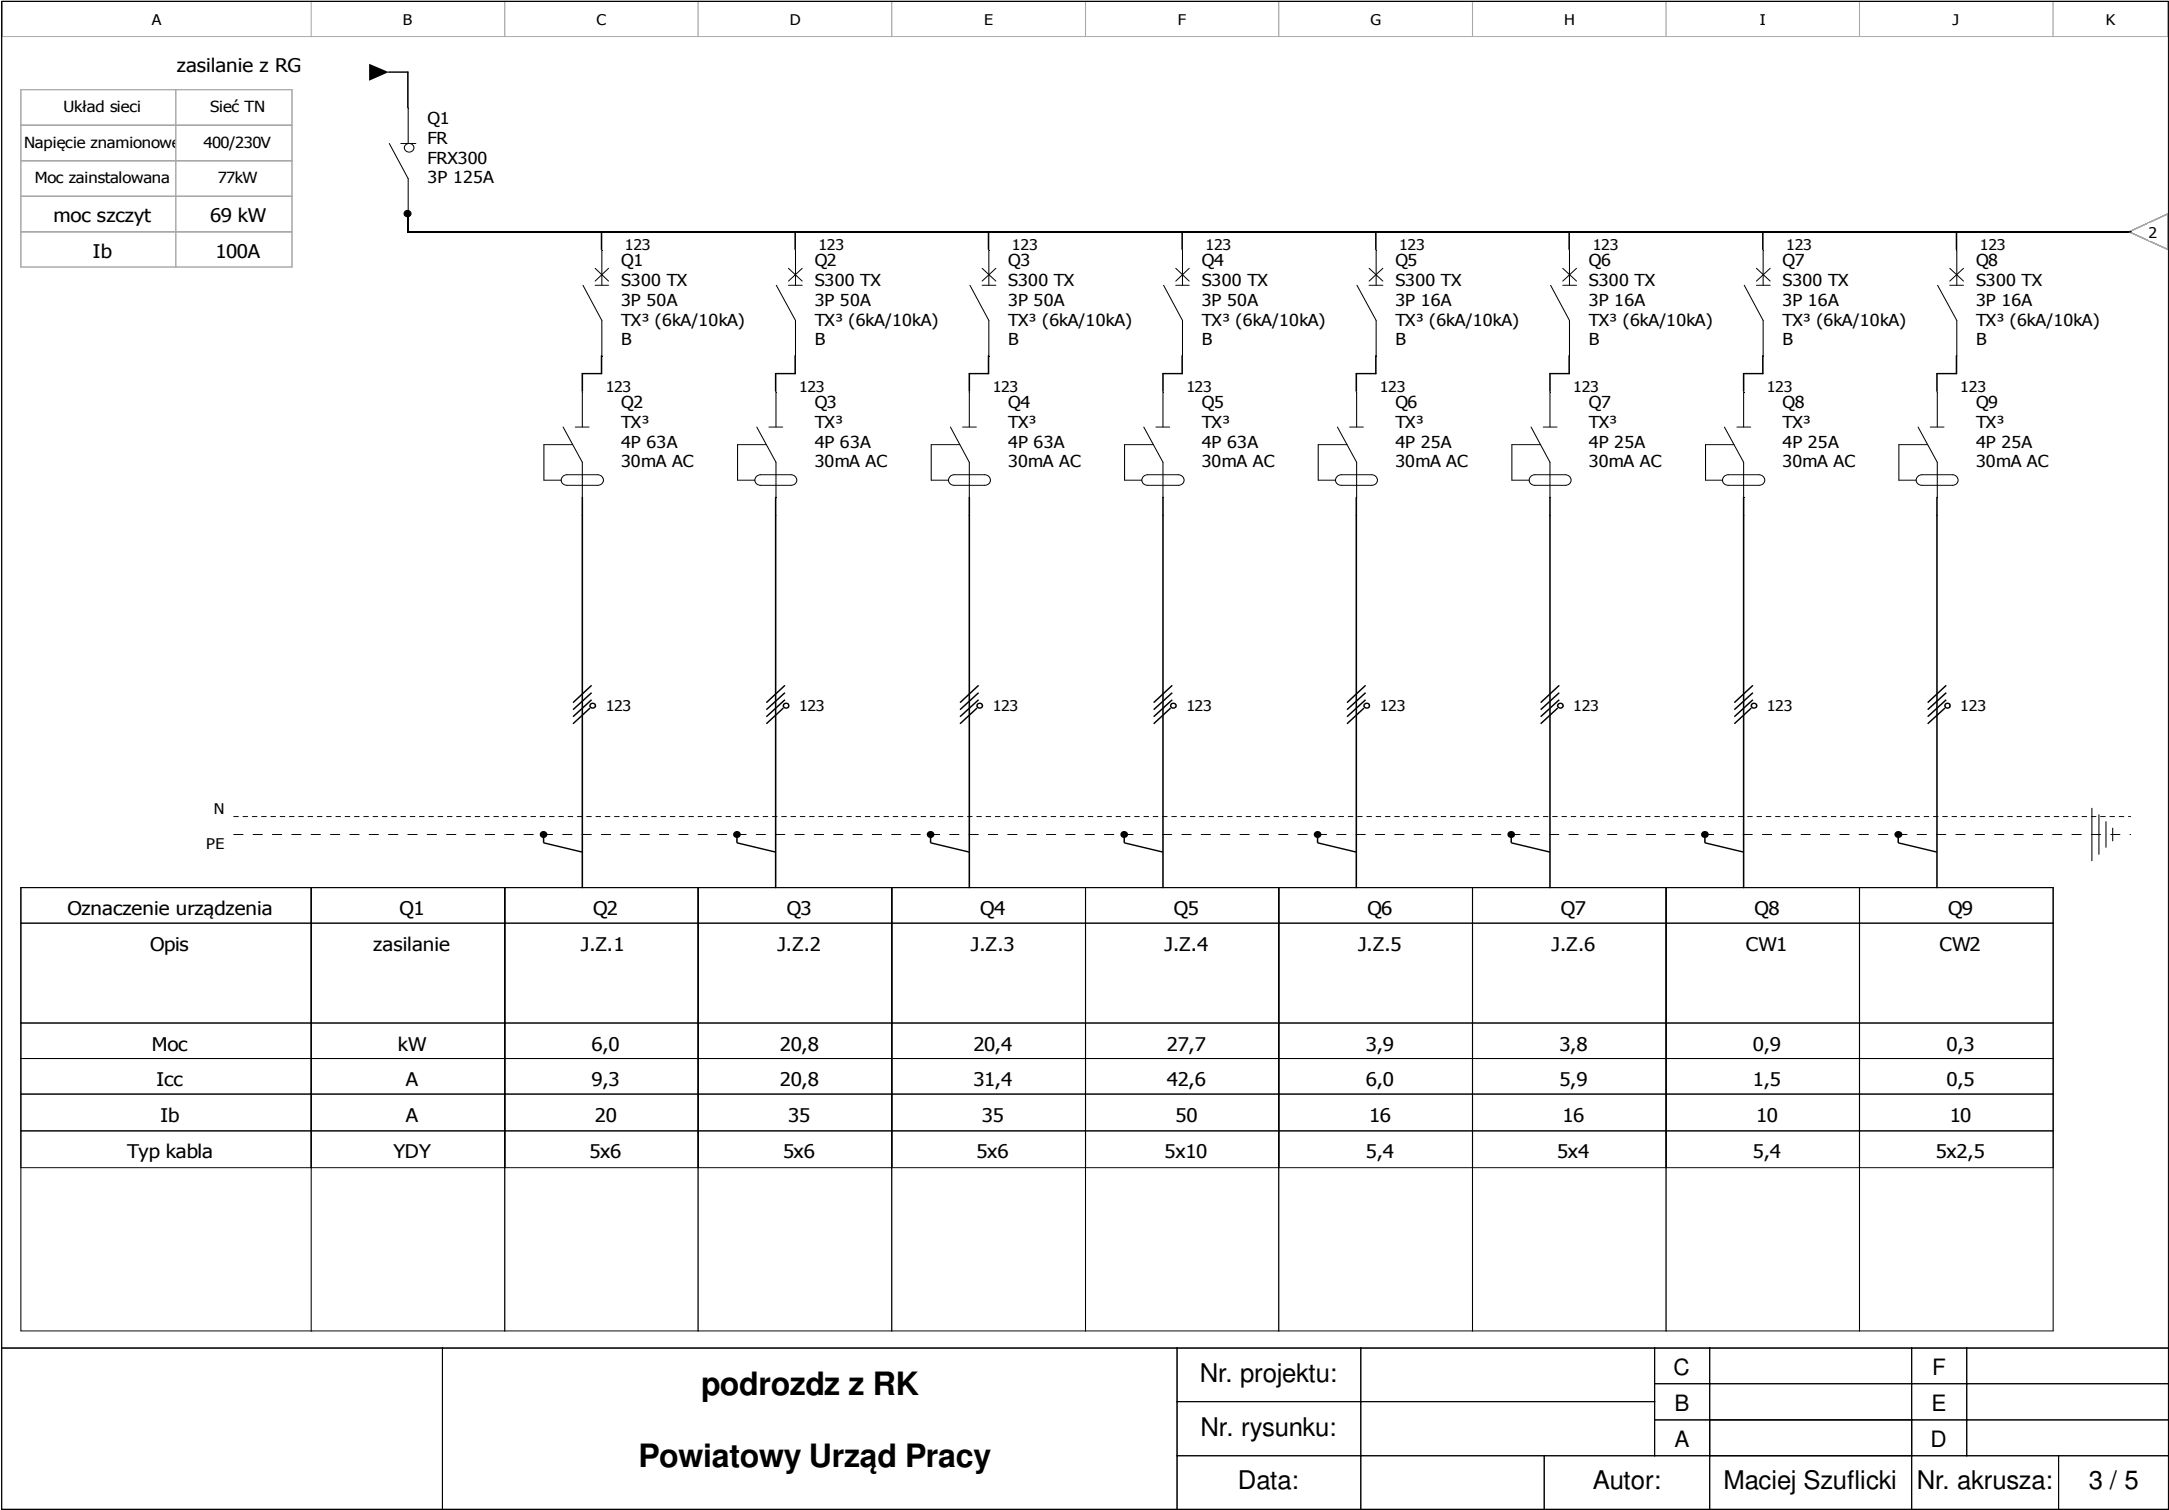 A B C D E F G H I J K
zasilanie z RG
Układ sieci Sieć TN
Napięcie znamionowe 400/230V
Moc zainstalowana 77kW
moc szczyt 69 kW
Ib 100A
Q1
FR
FRX300
3P 125A
2
123 123 123 123 123 123 123 123
Q1 Q2 Q3 Q4 Q5 Q6 Q7 Q8
S300 TX S300 TX S300 TX S300 TX S300 TX S300 TX S300 TX S300 TX
3P 50A 3P 50A 3P 50A 3P 50A 3P 16A 3P 16A 3P 16A 3P 16A
TX³ (6kA/10kA) TX³ (6kA/10kA) TX³ (6kA/10kA) TX³ (6kA/10kA) TX³ (6kA/10kA) TX³ (6kA/10kA) TX³ (6kA/10kA) TX³ (6kA/10kA)
B B B B B B B B
123 123 123 123 123 123 123 123
Q2 Q3 Q4 Q5 Q6 Q7 Q8 Q9
TX³ TX³ TX³ TX³ TX³ TX³ TX³ TX³
4P 63A 4P 63A 4P 63A 4P 63A 4P 25A 4P 25A 4P 25A 4P 25A
30mA AC 30mA AC 30mA AC 30mA AC 30mA AC 30mA AC 30mA AC 30mA AC
123 123 123 123 123 123 123 123
N
PE
Oznaczenie urządzenia Q1 Q2 Q3 Q4 Q5 Q6 Q7 Q8 Q9
Opis zasilanie J.Z.1 J.Z.2 J.Z.3 J.Z.4 J.Z.5 J.Z.6 CW1 CW2
Moc kW 6,0 20,8 20,4 27,7 3,9 3,8 0,9 0,3
Icc A 9,3 20,8 31,4 42,6 6,0 5,9 1,5 0,5
Ib A 20 35 35 50 16 16 10 10
Typ kabla YDY 5x6 5x6 5x6 5x10 5,4 5x4 5,4 5x2,5
podrozdz z RK
Powiatowy Urząd Pracy
Nr. projektu: C F
B E
Nr. rysunku: A D
Data: Autor: Maciej Szuflicki Nr. akrusza: 3 / 5